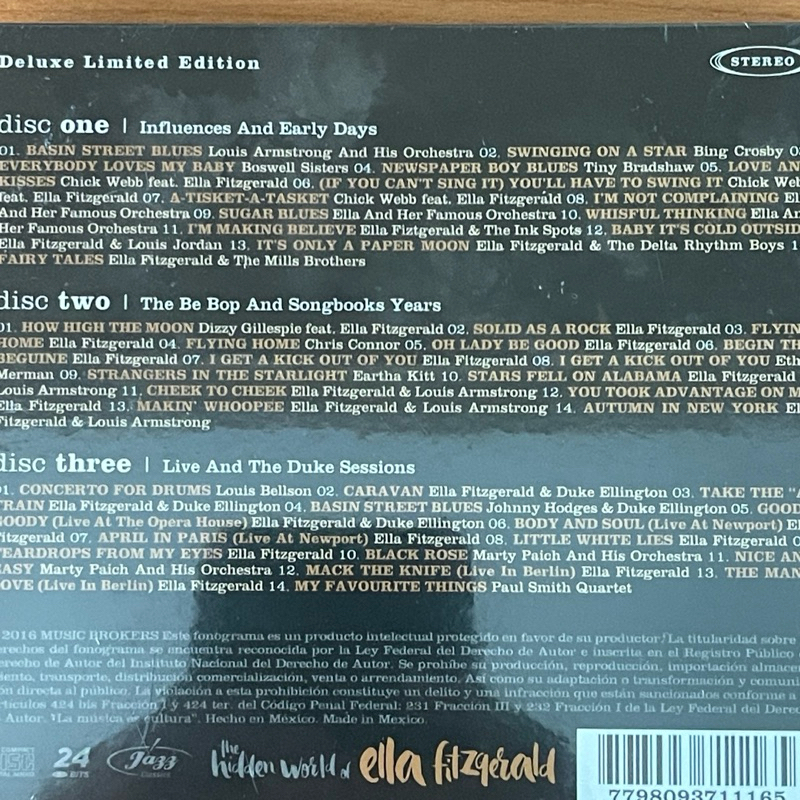 Deluxe Limited Edition
STEREO
disc one | Influences And Early Days
01. BASIN STREET BLUES Louis Armstrong And His Orchestra 02. SWINGING ON A STAR Bing Crosby 03
EVERYBODY LOVES MY BABY Boswell Sisters 04. NEWSPAPER BOY BLUES Tiny Bradshaw 05. LOVE AN
KISSES Chick Webb feat. Ella Fitzgerald 06. (IF YOU CAN'T SING IT) YOU'LL HAVE TO SWING IT Chick Web
feat. Ella Fitzgerald 07. A-TISKET-A-TASKET Chick Webb feat. Ella Fitzgerald 08. I'M NOT COMPLAINING El
And Her Famous Orchestra 09. SUGAR BLUES Ella And Her Famous Orchestra 10. WHISFUL THINKING Ella An
Her Famous Orchestra 11. I'M MAKING BELIEVE Ella Fiztgerald & The Ink Spots 12. BABY IT'S COLD OUTSID
Ella Fitzgerald & Louis Jordan 13. IT'S ONLY A PAPER MOON Ella Fitzgerald & The Delta Rhythm Boys 1
FAIRY TALES Ella Fitzgerald & The Mills Brothers
disc two | The Be Bop And Songbooks Years
01. HOW HIGH THE MOON Dizzy Gillespie feat. Ella Fitzgerald 02. SOLID AS A ROCK Ella Fitzgerald 03. FLYIN
HOME Ella Fitzgerald 04. FLYING HOME Chris Connor 05. OH LADY BE GOOD Ella Fitzgerald 06. BEGIN TH
BEGUINE Ella Fitzgerald 07. I GET A KICK OUT OF YOU Ella Fitzgerald 08. I GET A KICK OUT OF YOU Eth
Merman 09. STRANGERS IN THE STARLIGHT Eartha Kitt 10. STARS FELL ON ALABAMA Ella Fitzgerald
Louis Armstrong 11. CHEEK TO CHEEK Ella Fitzgerald & Louis Armstrong 12. YOU TOOK ADVANTAGE ON M
Ella Fitzgerald 13. MAKIN' WHOOPEE Ella Fitzgerald & Louis Armstrong 14. AUTUMN IN NEW YORK El
Fitzgerald & Louis Armstrong
disc three | Live And The Duke Sessions
01. CONCERTO FOR DRUMS Louis Bellson 02. CARAVAN Ella Fitzgerald & Duke Ellington 03. TAKE THE "A
TRAIN Ella Fitzgerald & Duke Ellington 04. BASIN STREET BLUES Johnny Hodges & Duke Ellington 05. GOOD
GOODY (Live At The Opera House) Ella Fitzgerald & Duke Ellington 06. BODY AND SOUL (Live At Newport) El
Fitzgerald 07. APRIL IN PARIS (Live At Newport) Ella Fitzgerald 08. LITTLE WHITE LIES Ella Fitzgerald 0
TEARDROPS FROM MY EYES Ella Fitzgerald 10. BLACK ROSE Marty Paich And His Orchestra 11. NICE AN
EASY Marty Paich And His Orchestra 12. MACK THE KNIFE (Live In Berlin) Ella Fitzgerald 13. THE MAN
LOVE (Live In Berlin) Ella Fitzgerald 14. MY FAVOURITE THINGS Paul Smith Quartet
2016 MUSIC BROKERS Este fonograma es un producto intelectual protegido en favor de su productor. La titularidad sobre
erechos del fonograma se encuentra reconocida por la Ley Federal del Derecho de Autor e inscrita en el Registro Público
erecho de Autor del Instituto Nacional del Derecho de Autor. Se prohíbe su producción, reproducción, importación almace
ento, transporte, distribución, comercialización, venta o arrendamiento. Así como su adaptación o transformación y comuni
ón directa al público. La violación a esta prohibición constituye un delito y una infracción que están sancionados conforme a
rtículos 424 bis Fracción I y 424 ter. del Código Penal Federal; 231 Fracción III y 232 Fracción I de la Ley Federal del Derec
Autor. "La música es cultura". Hecho en México. Made in Mexico.
DISC
24 BITS
Jazz
Classics
the hidden world of ella fitzgerald
7798093711165